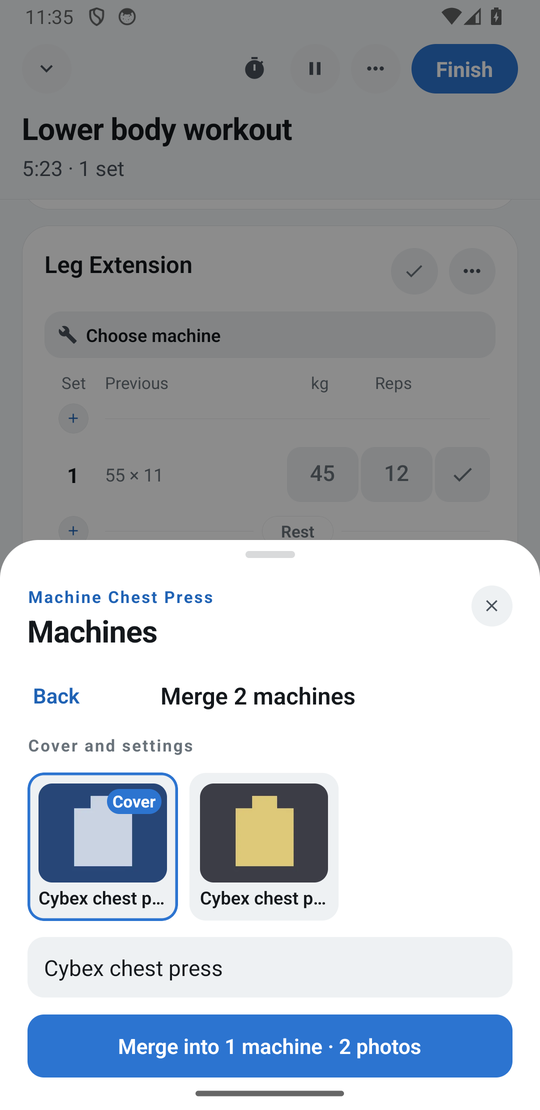 11:35
Finish
Lower body workout
5:23 · 1 set
Leg Extension
Choose machine
Set Previous kg Reps
+
1 55 × 11 45 12
+ Rest
Machine Chest Press
Machines
Back Merge 2 machines
Cover and settings
Cover
Cybex chest p... Cybex chest p...
Cybex chest press
Merge into 1 machine · 2 photos